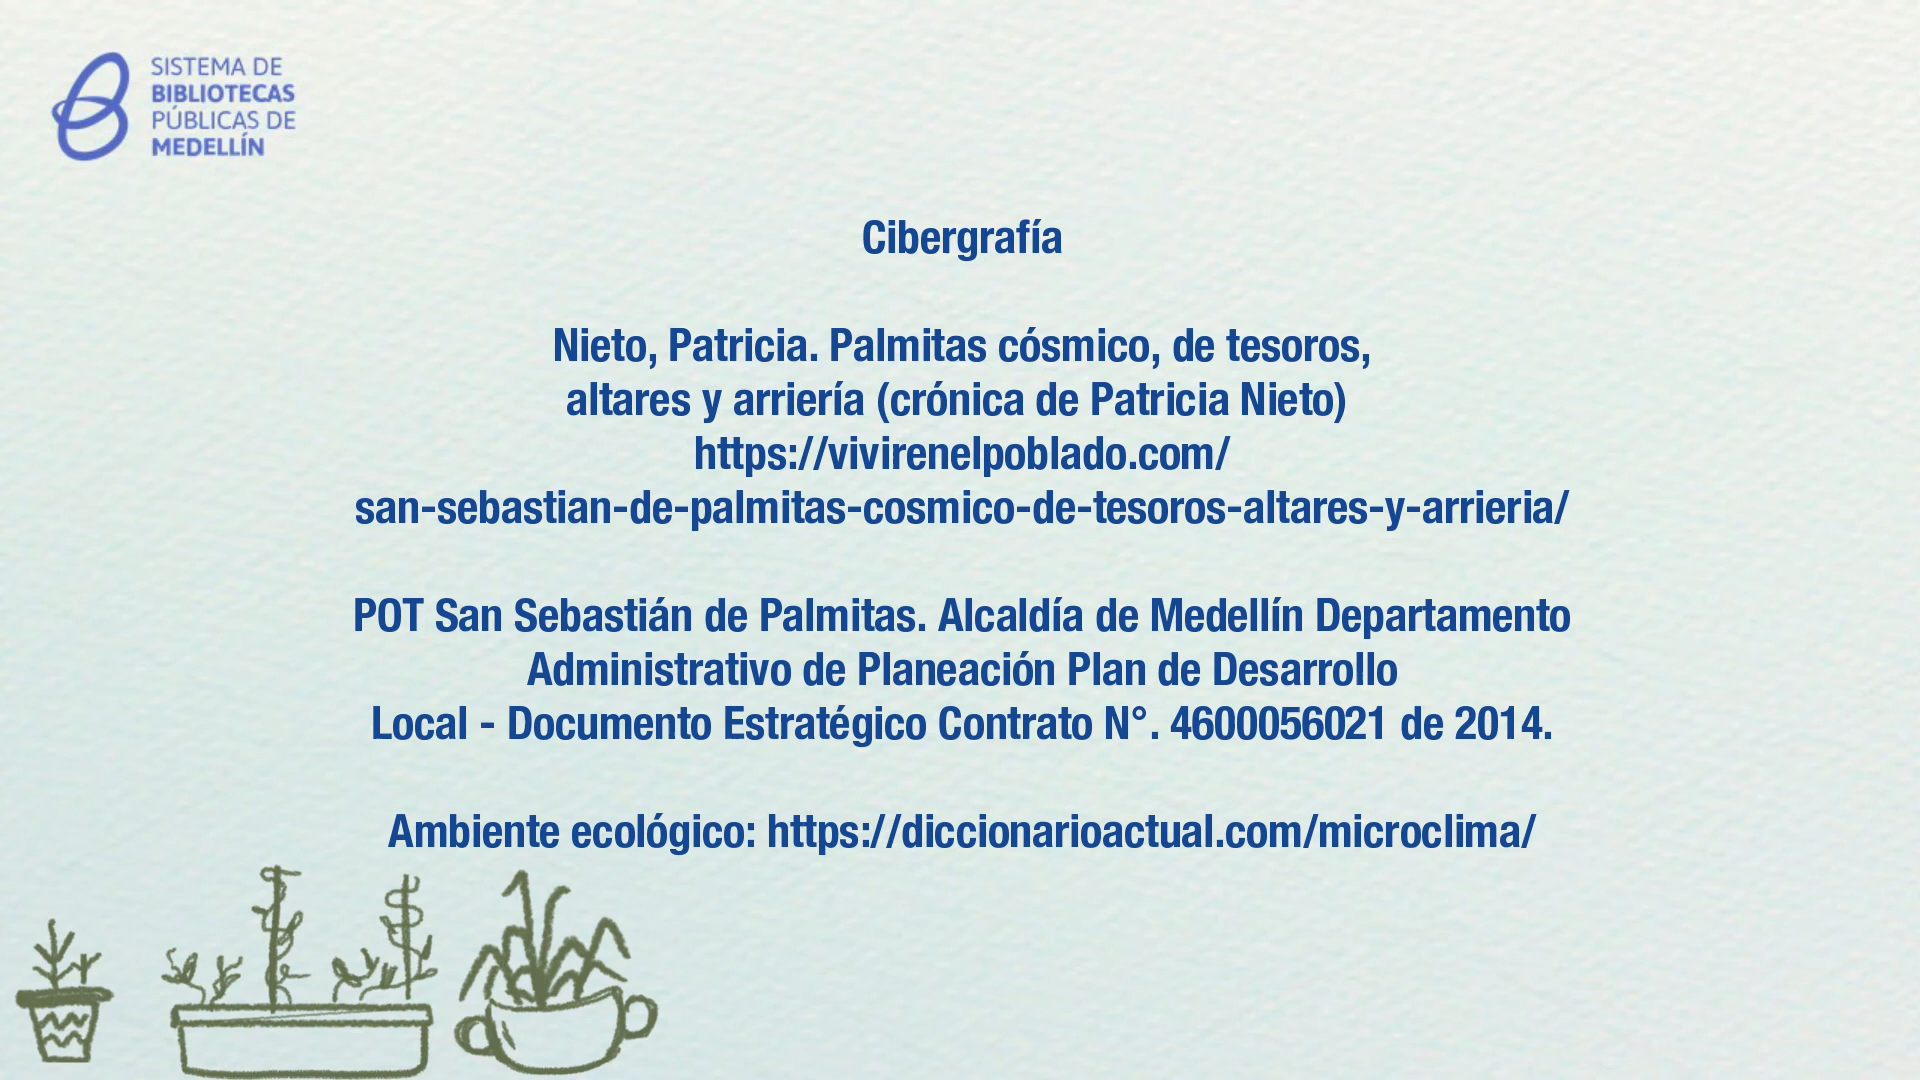 SISTEMA DE
BIBLIOTECAS
PÚBLICAS DE
MEDELLÍN
Cibergrafía
Nieto, Patricia. Palmitas cósmico, de tesoros,
altares y arriería (crónica de Patricia Nieto)
https://vivirenelpoblado.com/
san-sebastian-de-palmitas-cosmico-de-tesoros-altares-y-arrieria/
POT San Sebastián de Palmitas. Alcaldía de Medellín Departamento
Administrativo de Planeación Plan de Desarrollo
Local - Documento Estratégico Contrato N°. 4600056021 de 2014.
Ambiente ecológico: https://diccionarioactual.com/microclima/